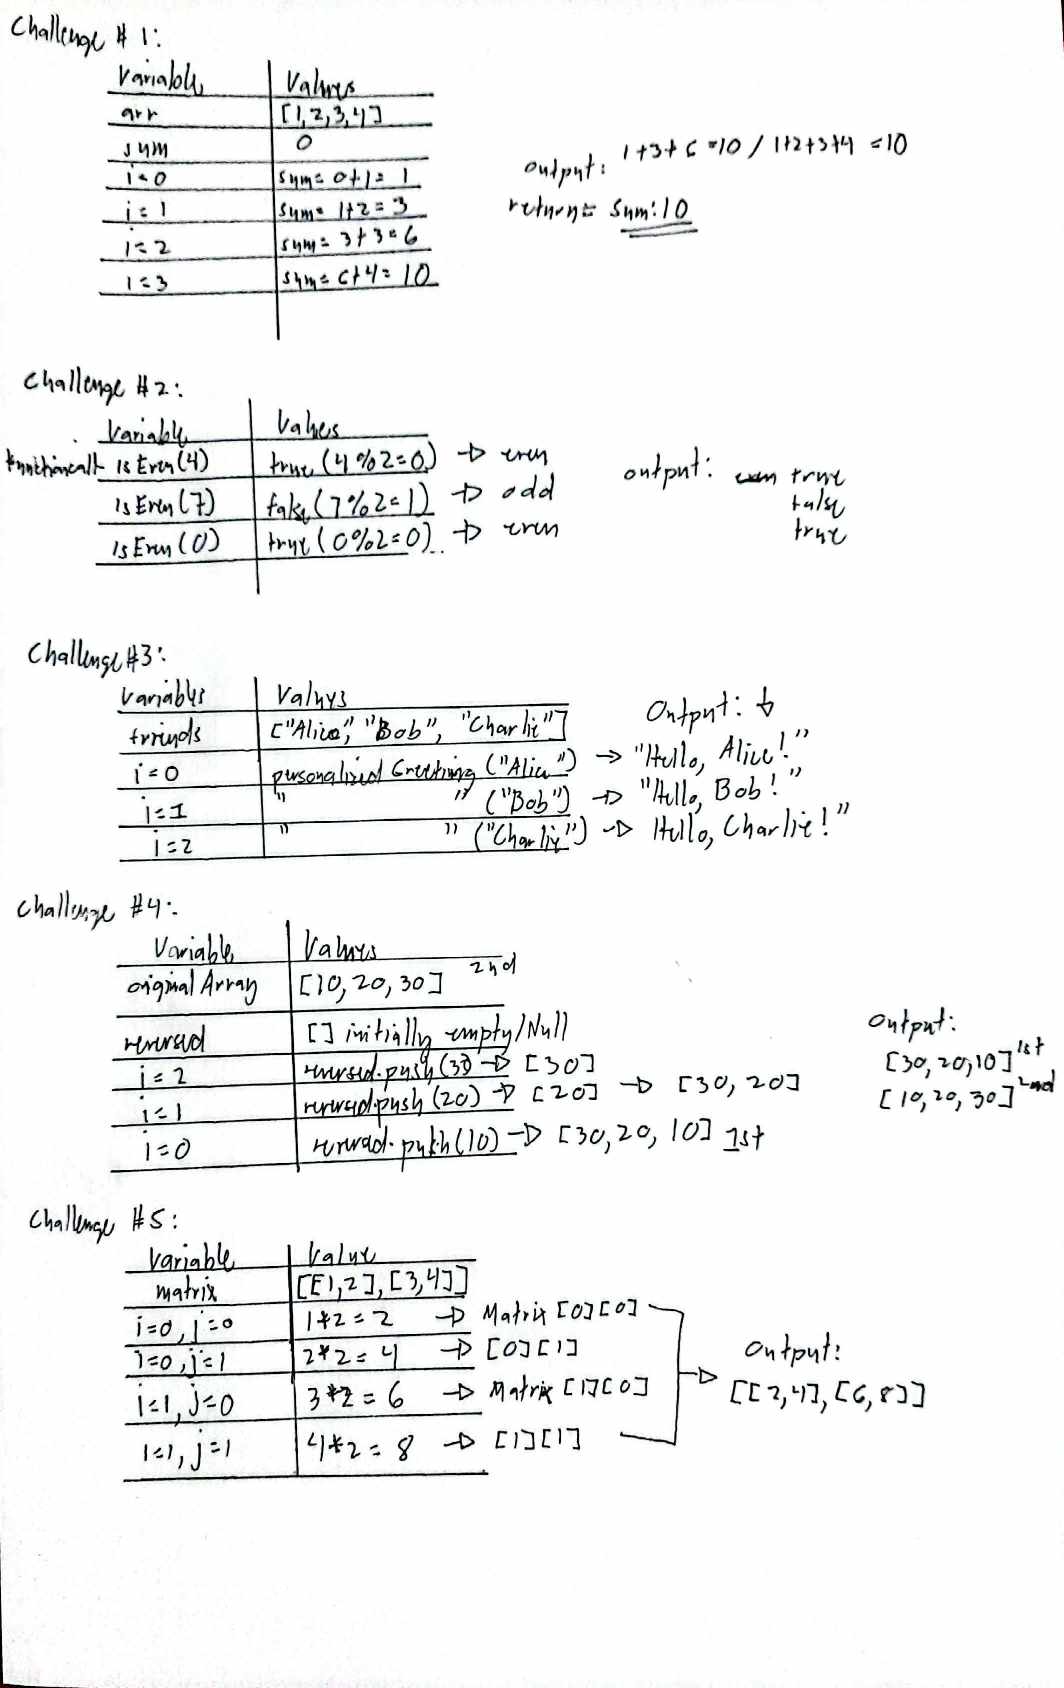 Challenge # 1:
Variable Values
arr [1,2,3,4]
sum 0
i=0 sum= 0+1= 1
i=1 sum= 1+2=3
i=2 sum= 3+3=6
i=3 sum= 6+4= 10
output: 1+3+6=10 / 1+2+3+4 =10
return= sum:10
Challenge #2:
Variable Values
isEven(4) true (4%2=0) → even
isEven(7) false (7%2=1) → odd
isEven(0) true (0%2=0) → even
output: true
false
true
Challenge #3:
Variables Values
friends ["Alice", "Bob", "Charlie"]
Output: ↓
i=0 personalized Greeting ("Alice") → "Hello, Alice!"
i=1 " " ("Bob") → "Hello, Bob!"
i=2 " " ("Charlie") → Hello, Charlie!"
Challenge #4:
Variable Values
original Array [10,20,30] 2nd
reversed [] initially empty/Null
i=2 reversed.push(30 → [30]
i=1 reversed.push(20) → [20] → [30,20]
i=0 reversed.push(10) → [30,20,10] 1st
Output:
[30,20,10] 1st
[10,20,30] 2nd
Challenge #5:
Variable Value
matrix [[1,2],[3,4]]
i=0, j=0 1*2=2 → Matrix [0][0]
i=0, j=1 2*2=4 → [0][1]
i=1, j=0 3*2=6 → Matrix [1][0]
i=1, j=1 4*2=8 → [1][1]
Output:
[[2,4],[6,8]]